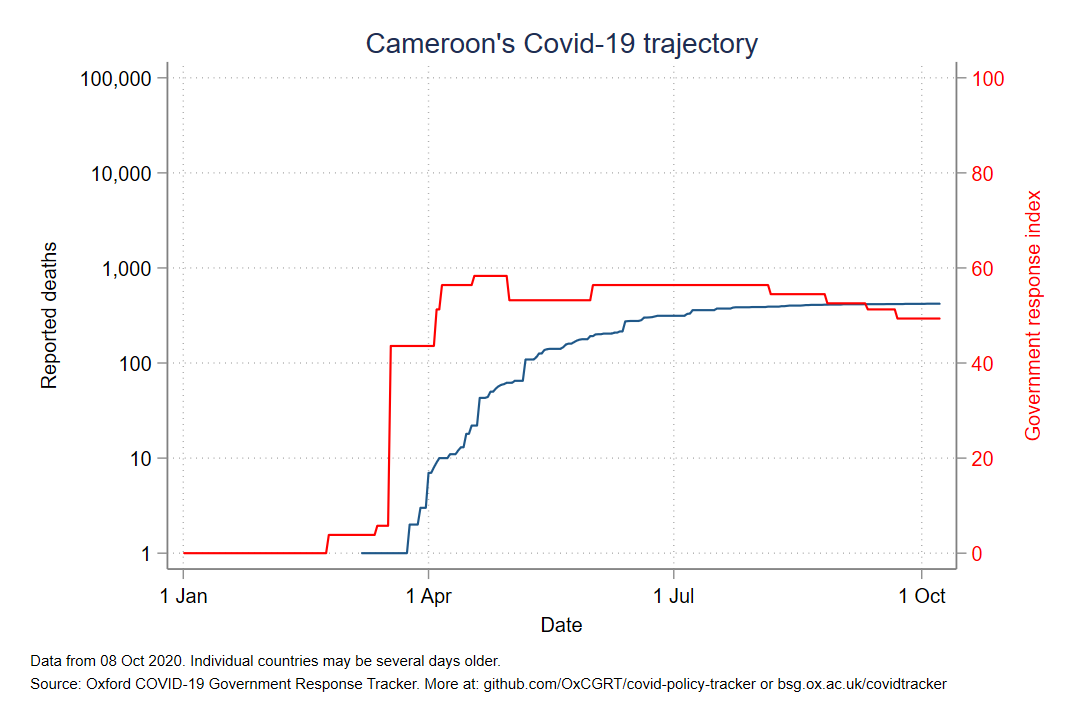 Cameroon's Covid-19 trajectory
100,000
10,000
1,000
100
10
1
Reported deaths
100
80
60
40
20
0
Government response index
1 Jan
1 Apr
1 Jul
1 Oct
Date
Data from 08 Oct 2020. Individual countries may be several days older.
Source: Oxford COVID-19 Government Response Tracker. More at: github.com/OxCGRT/covid-policy-tracker or bsg.ox.ac.uk/covidtracker